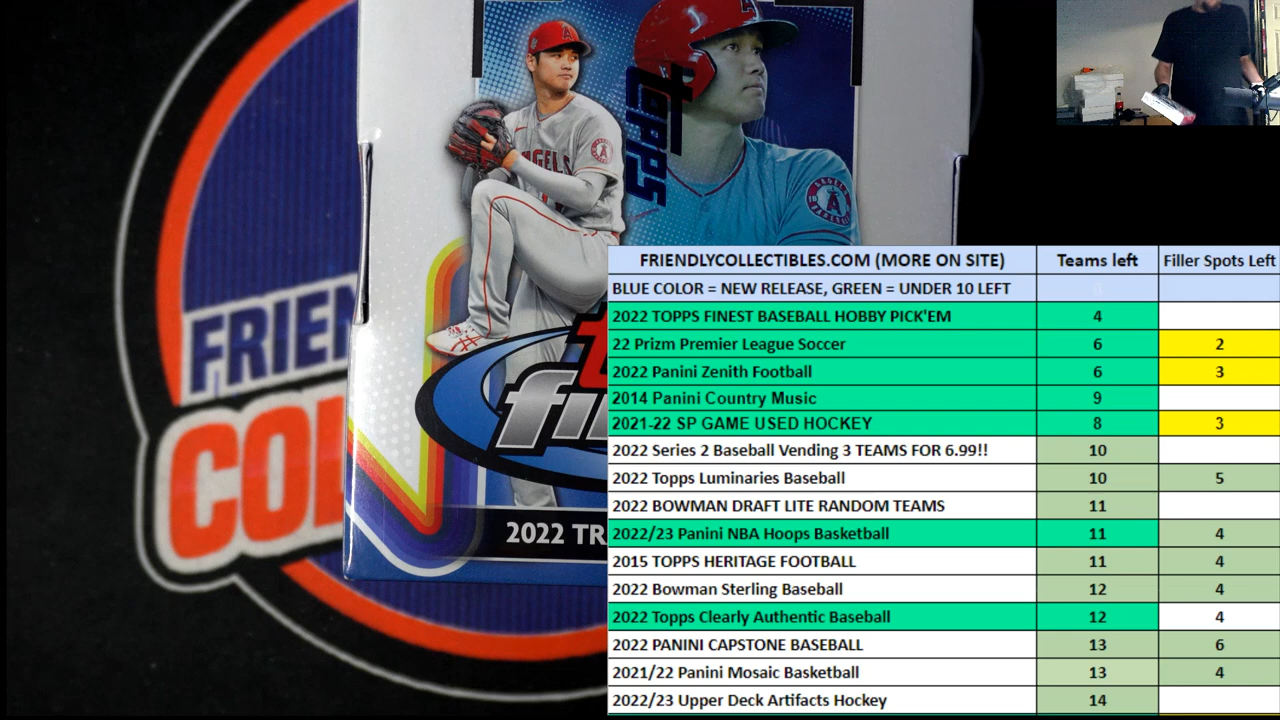 topps
A
ANGELS
FRIEN
COL
fi
2022 TR
FRIENDLYCOLLECTIBLES.COM (MORE ON SITE) Teams left Filler Spots Left
BLUE COLOR = NEW RELEASE, GREEN = UNDER 10 LEFT 0
2022 TOPPS FINEST BASEBALL HOBBY PICK'EM 4
22 Prizm Premier League Soccer 6 2
2022 Panini Zenith Football 6 3
2014 Panini Country Music 9
2021-22 SP GAME USED HOCKEY 8 3
2022 Series 2 Baseball Vending 3 TEAMS FOR 6.99!! 10
2022 Topps Luminaries Baseball 10 5
2022 BOWMAN DRAFT LITE RANDOM TEAMS 11
2022/23 Panini NBA Hoops Basketball 11 4
2015 TOPPS HERITAGE FOOTBALL 11 4
2022 Bowman Sterling Baseball 12 4
2022 Topps Clearly Authentic Baseball 12 4
2022 PANINI CAPSTONE BASEBALL 13 6
2021/22 Panini Mosaic Basketball 13 4
2022/23 Upper Deck Artifacts Hockey 14